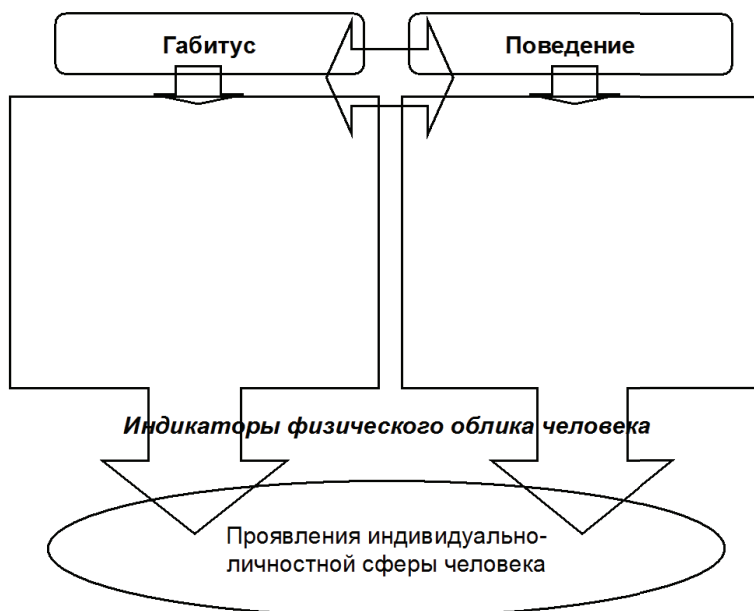 Габитус
Поведение
Индикаторы физического облика человека
Проявления индивидуально-
личностной сферы человека